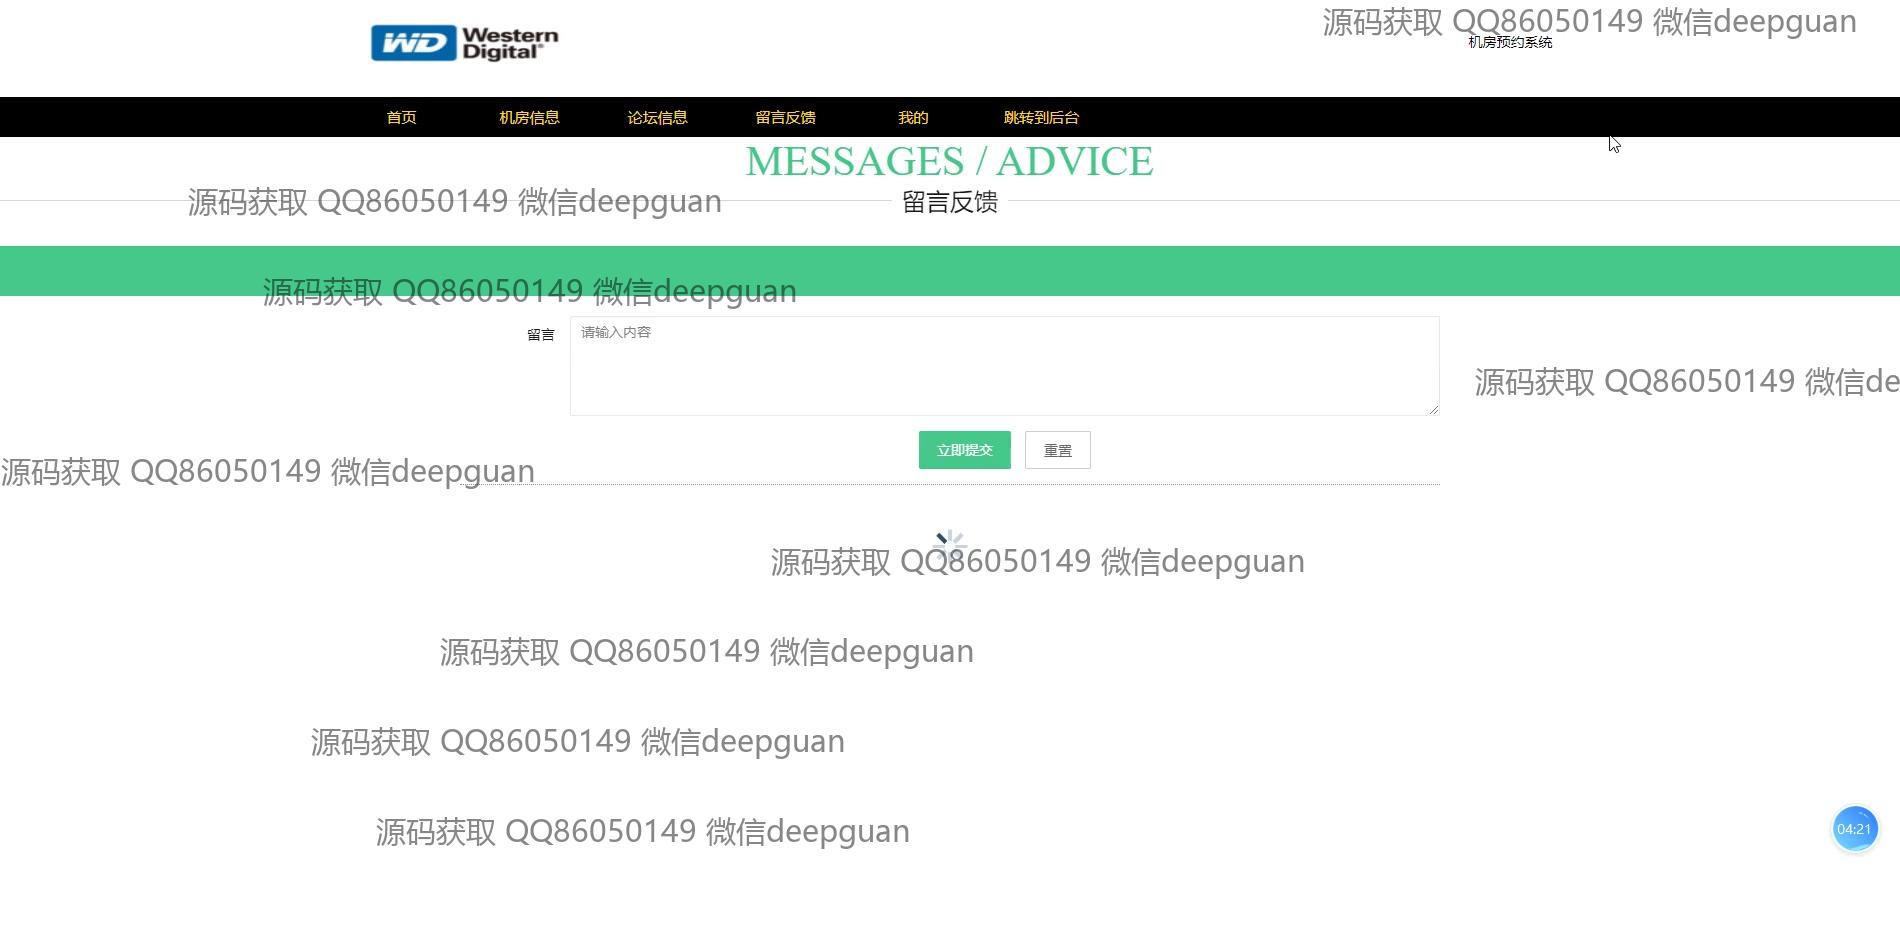 源码获取 QQ86050149 微信deepguan
WD Western Digital®
机房预约系统
首页 机房信息 论坛信息 留言反馈 我的 跳转到后台
MESSAGES / ADVICE
源码获取 QQ86050149 微信deepguan
留言反馈
源码获取 QQ86050149 微信deepguan
留言 请输入内容
源码获取 QQ86050149 微信de
立即提交 重置
源码获取 QQ86050149 微信deepguan
源码获取 QQ86050149 微信deepguan
源码获取 QQ86050149 微信deepguan
源码获取 QQ86050149 微信deepguan
源码获取 QQ86050149 微信deepguan
04:21